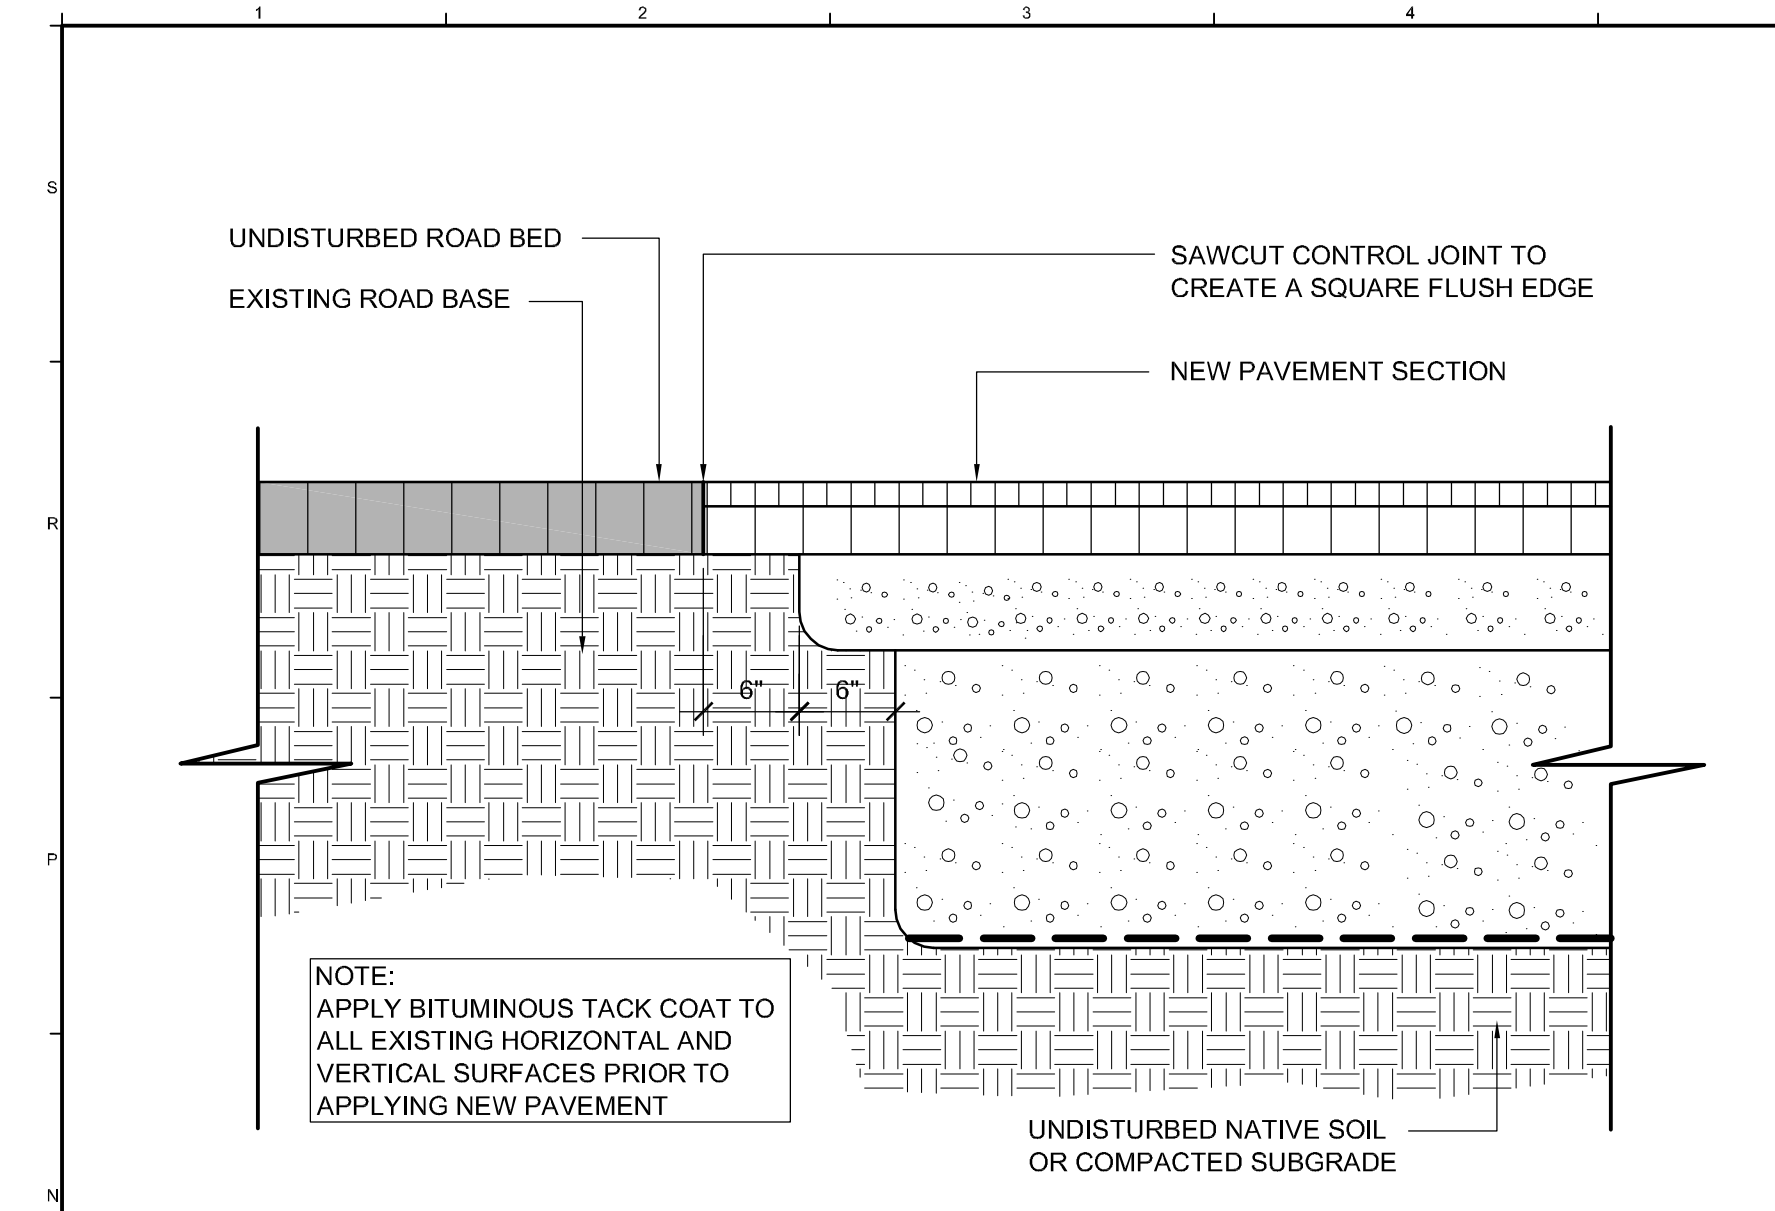 1 2 3 4
S
UNDISTURBED ROAD BED
EXISTING ROAD BASE
SAWCUT CONTROL JOINT TO
CREATE A SQUARE FLUSH EDGE
NEW PAVEMENT SECTION
R
6" 6"
P
NOTE:
APPLY BITUMINOUS TACK COAT TO
ALL EXISTING HORIZONTAL AND
VERTICAL SURFACES PRIOR TO
APPLYING NEW PAVEMENT
UNDISTURBED NATIVE SOIL
OR COMPACTED SUBGRADE
N